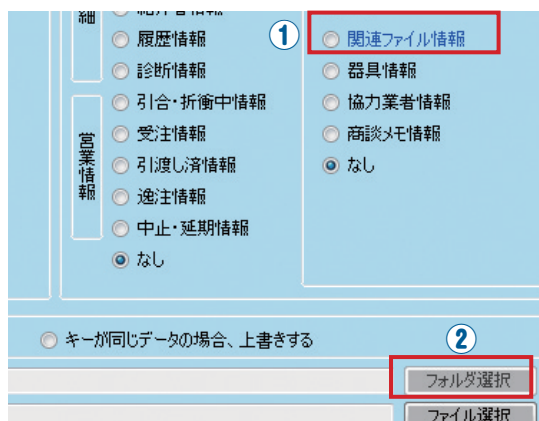 細
履歴情報
診断情報
引合・折衝中情報
営業情報
受注情報
引渡し済情報
逸注情報
中止・延期情報
なし
①
関連ファイル情報
器具情報
協力業者情報
商談メモ情報
なし
キーが同じデータの場合、上書きする
②
フォルダ選択
ファイル選択